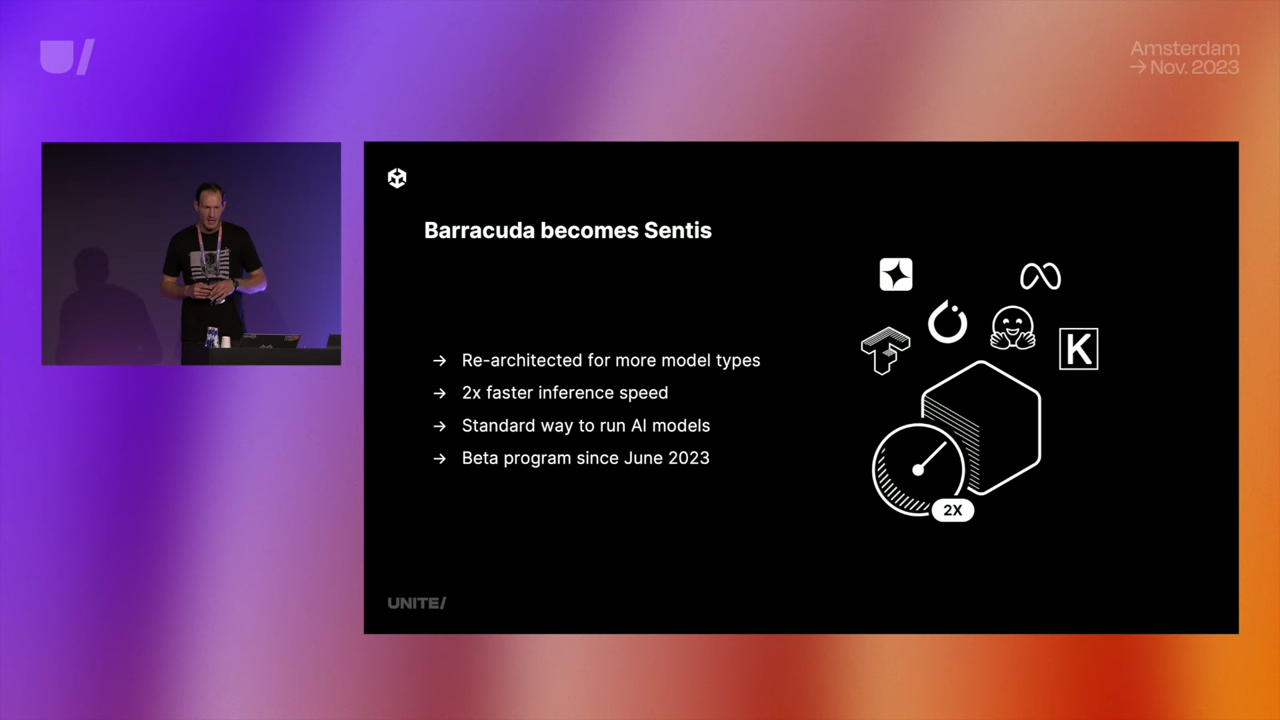 Amsterdam
→ Nov. 2023
Barracuda becomes Sentis
→ Re-architected for more model types
→ 2x faster inference speed
→ Standard way to run AI models
→ Beta program since June 2023
K
2X
UNITE/